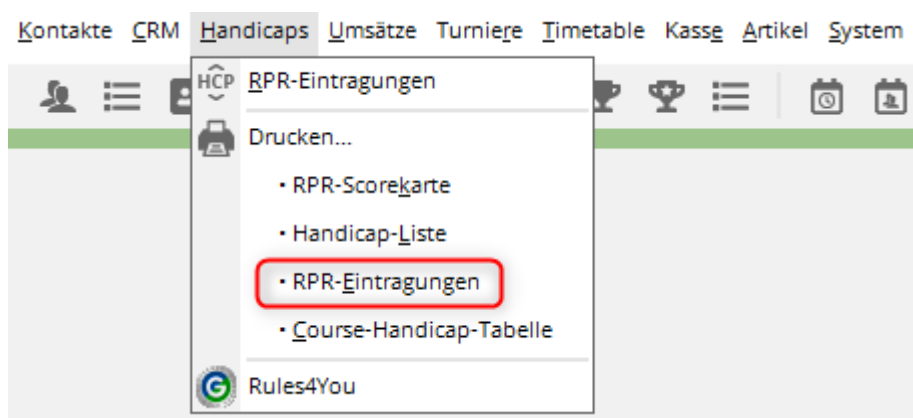 Kontakte CRM Handicaps Umsätze Turniere Timetable Kasse Artikel System
HCP RPR-Eintragungen
Drucken...
• RPR-Scorekarte
• Handicap-Liste
• RPR-Eintragungen
• Course-Handicap-Tabelle
Rules4You